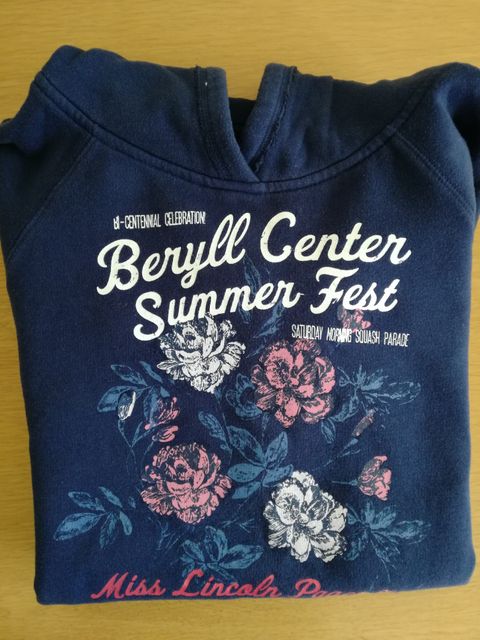 BI-CENTENNIAL CELEBRATION!
Beryll Center
Summer Fest
SATURDAY MORNING SQUASH PARADE
Miss Lincoln